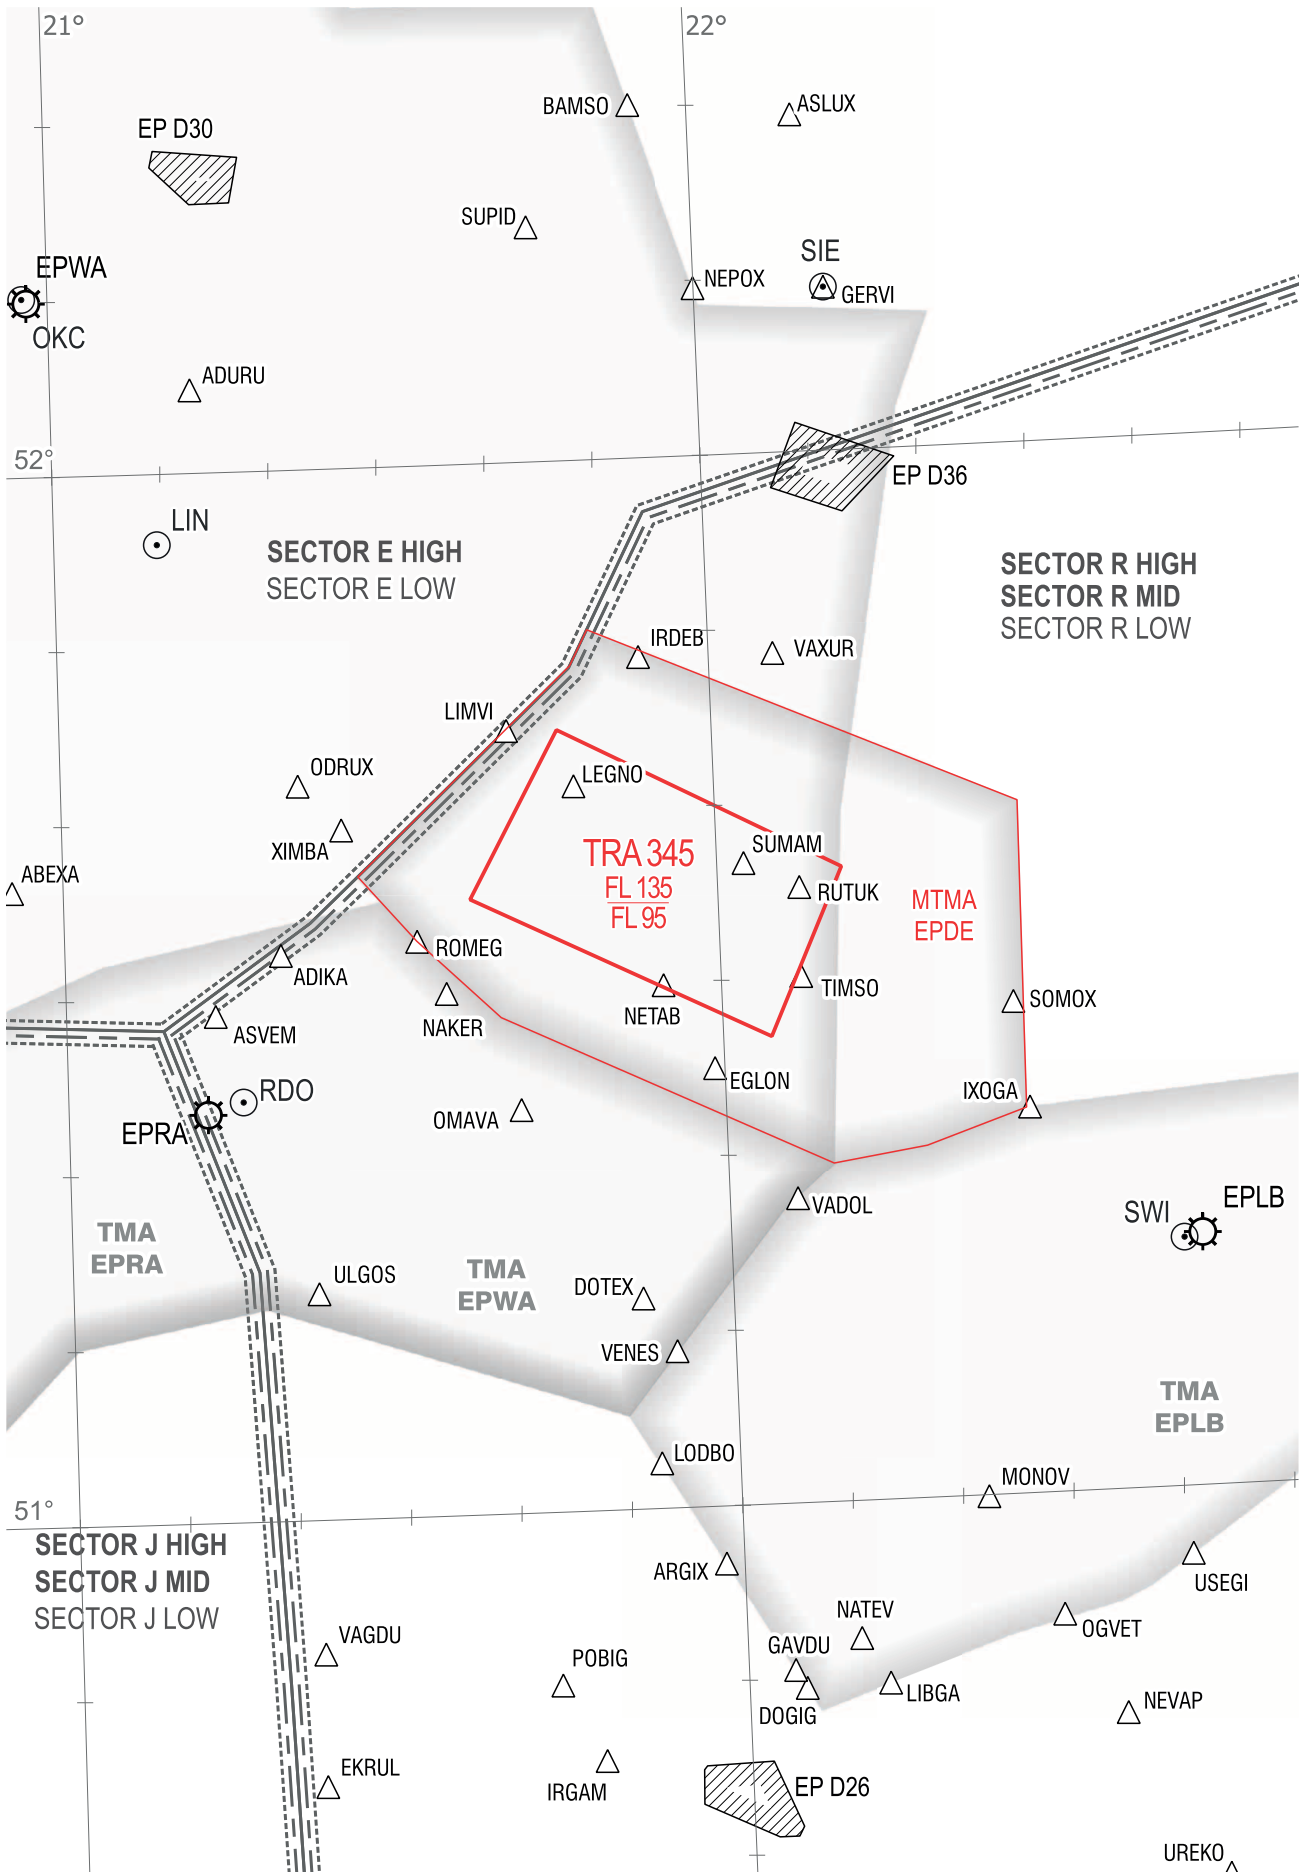 21°
22°
BAMSO
ASLUX
EP D30
SUPID
SIE
EPWA
NEPOX
GERVI
OKC
ADURU
52°
EP D36
LIN
SECTOR E HIGH
SECTOR E LOW
SECTOR R HIGH
SECTOR R MID
SECTOR R LOW
IRDEB
VAXUR
LIMVI
ODRUX
LEGNO
XIMBA
SUMAM
TRA 345
FL 135
FL 95
ABEXA
RUTUK
MTMA
EPDE
ROMEG
ADIKA
TIMSO
SOMOX
NETAB
NAKER
ASVEM
EGLON
RDO
IXOGA
OMAVA
EPRA
VADOL
SWI
EPLB
TMA
EPRA
ULGOS
TMA
EPWA
DOTEX
VENES
TMA
EPLB
LODBO
MONOV
51°
SECTOR J HIGH
SECTOR J MID
SECTOR J LOW
ARGIX
USEGI
NATEV
OGVET
VAGDU
GAVDU
POBIG
LIBGA
NEVAP
DOGIG
EKRUL
IRGAM
EP D26
UREKO